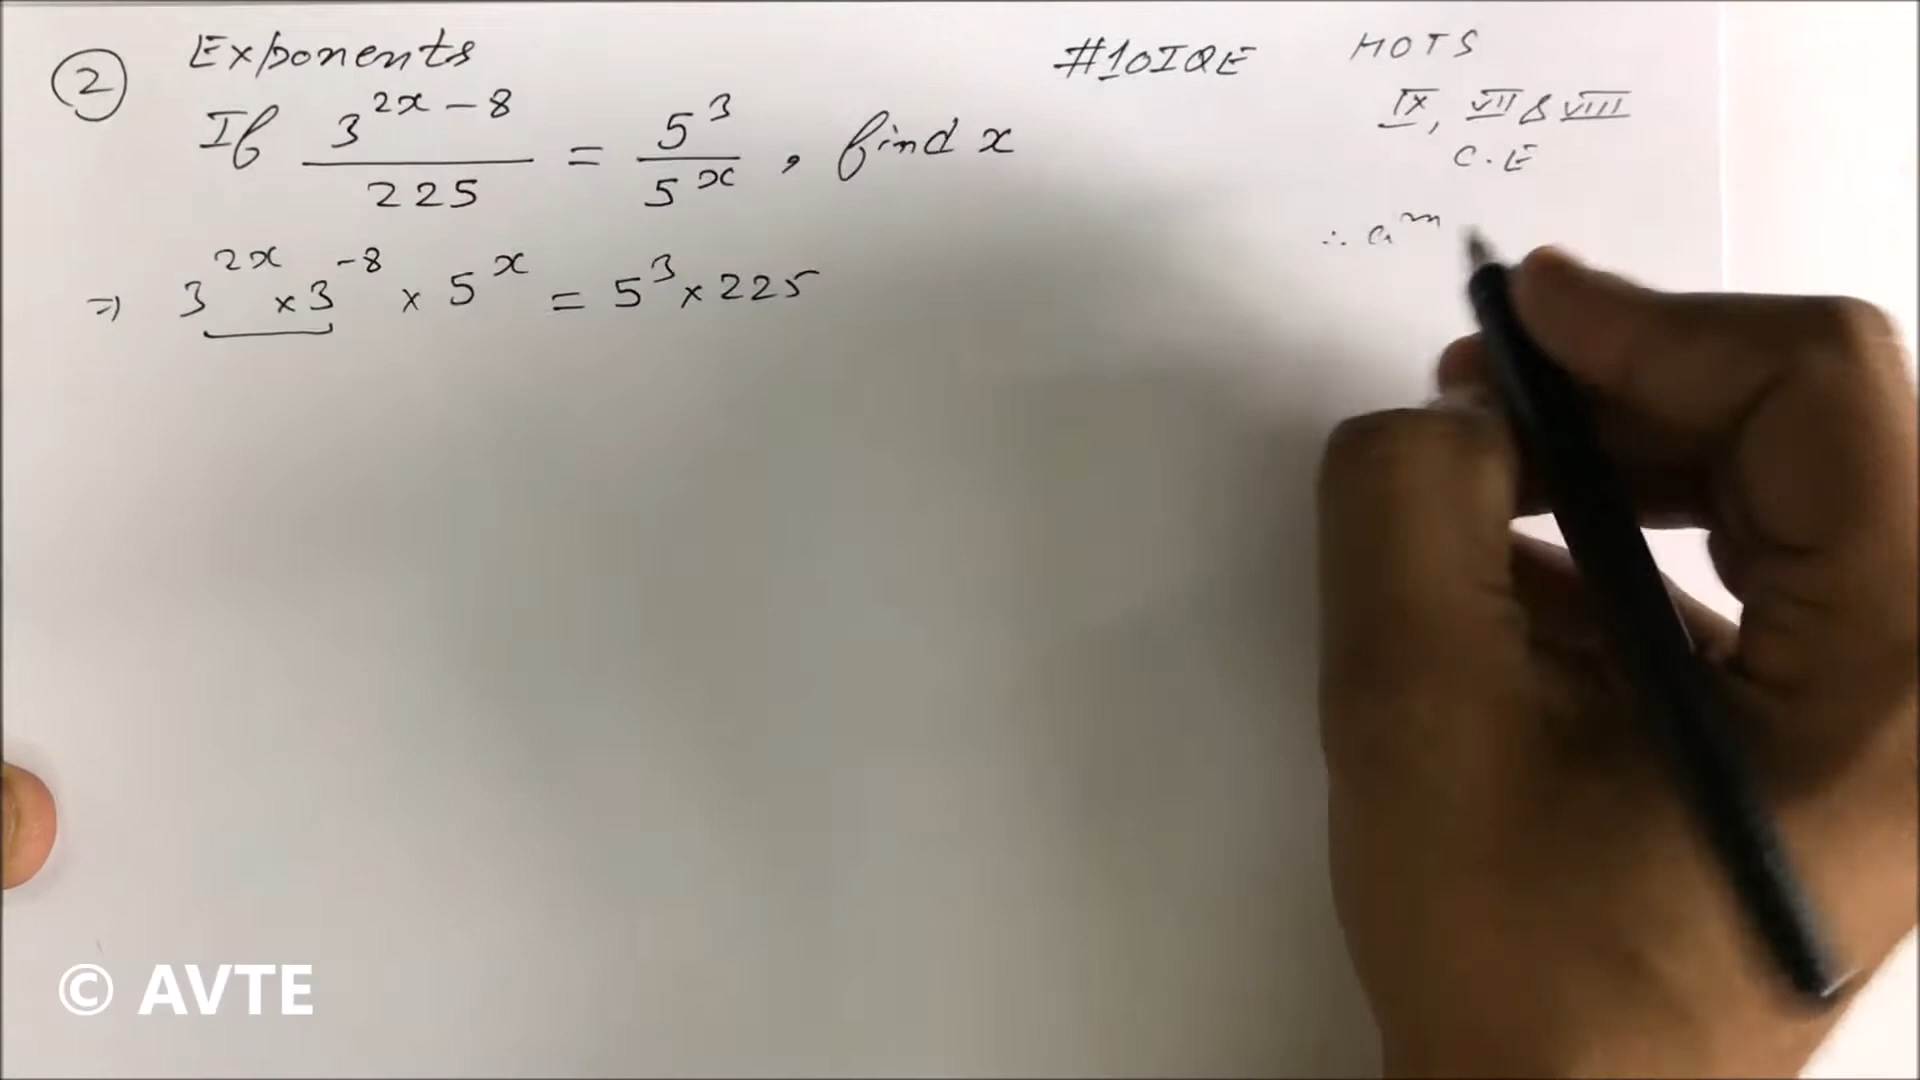 ② Exponents #10IQE HOTS
IX, VII & VIII
C.E
If 3^(2x-8) / 225 = 5^3 / 5^x , find x
∴ a^m
⇒ 3^2x × 3^-8 × 5^x = 5^3 × 225
© AVTE